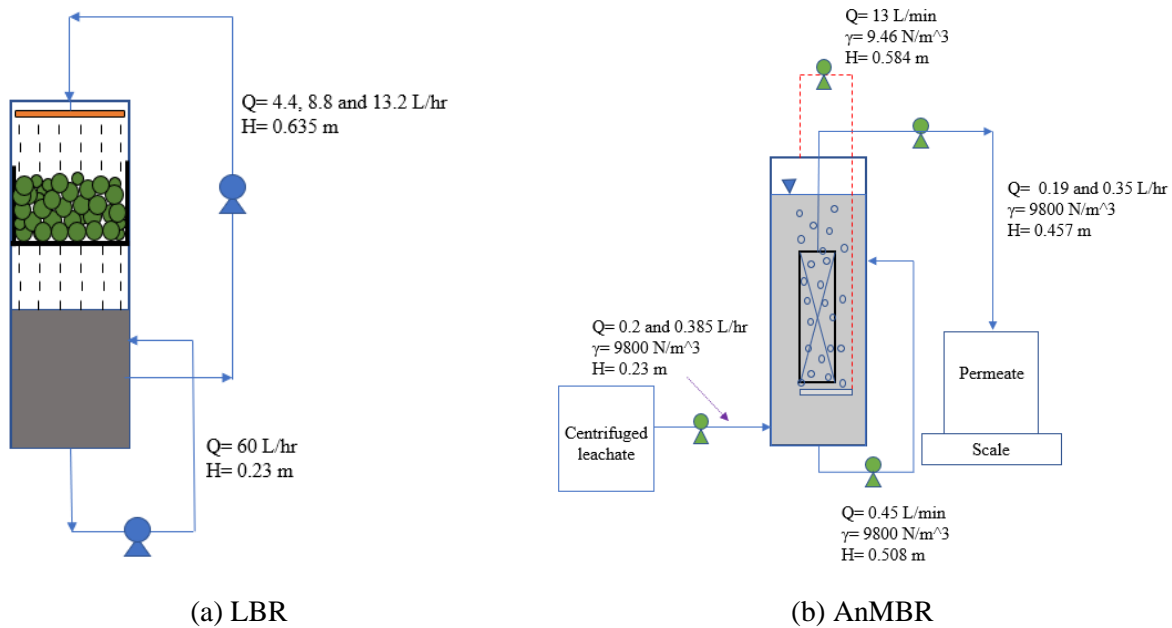 Q= 4.4, 8.8 and 13.2 L/hr
H= 0.635 m
Q= 60 L/hr
H= 0.23 m
(a) LBR
Q= 13 L/min
γ= 9.46 N/m^3
H= 0.584 m
Q= 0.19 and 0.35 L/hr
γ= 9800 N/m^3
H= 0.457 m
Q= 0.2 and 0.385 L/hr
γ= 9800 N/m^3
H= 0.23 m
Centrifuged
leachate
Permeate
Scale
Q= 0.45 L/min
γ= 9800 N/m^3
H= 0.508 m
(b) AnMBR